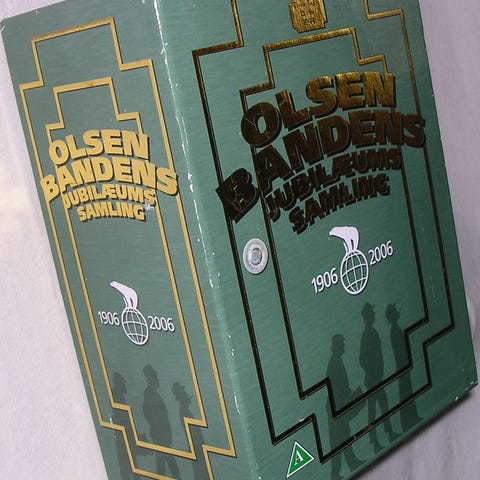 OLSEN
BANDENS
JUBILÆUMS
SAMLING
1906 2006
OLSEN
BANDENS
JUBILÆUMS
SAMLING
1906 2006
A